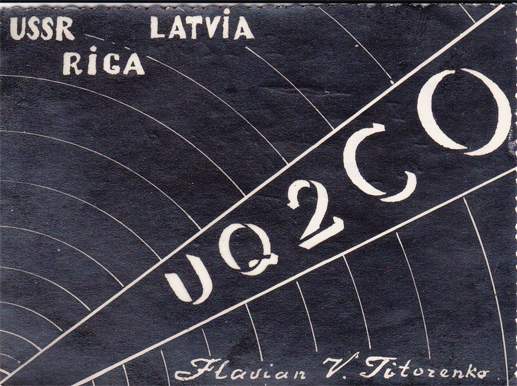 USSR LATVIA
RIGA
UQ2CO
Flavian V. Titorenko